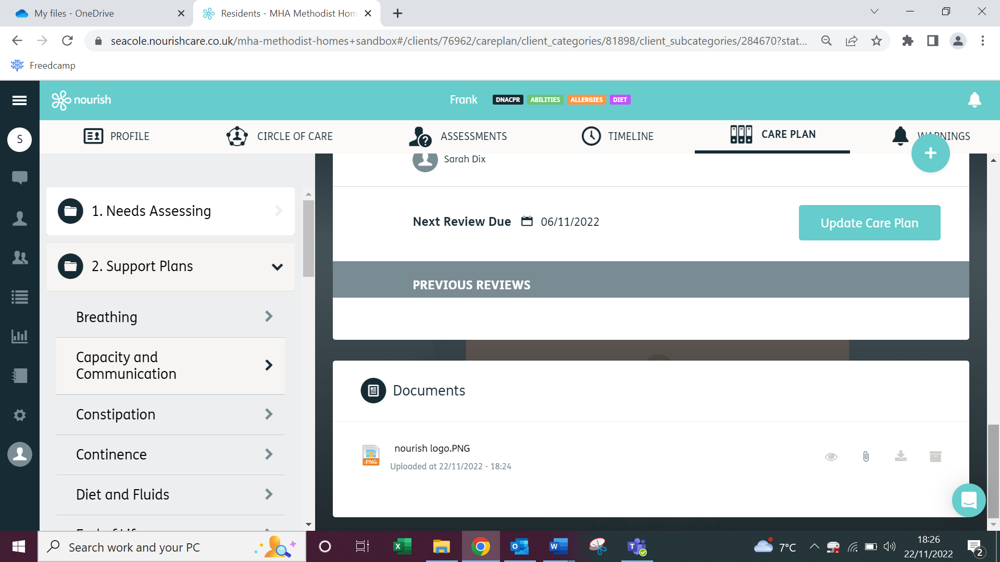 My files - OneDrive
Residents - MHA Methodist Hom
seacole.nourishcare.co.uk/mha-methodist-homes+sandbox#/clients/76962/careplan/client_categories/81898/client_subcategories/284670?stat...
Freedcamp
nourish
Frank
DNACPR
ABILITIES
ALLERGIES
DIET
S
PROFILE
CIRCLE OF CARE
ASSESSMENTS
TIMELINE
CARE PLAN
WARNINGS
1. Needs Assessing
2. Support Plans
Breathing
Capacity and
Communication
Constipation
Continence
Diet and Fluids
Sarah Dix
Next Review Due 06/11/2022
Update Care Plan
PREVIOUS REVIEWS
Documents
PNG
nourish logo.PNG
Uploaded at 22/11/2022 - 18:24
Search work and your PC
7°C
18:26
22/11/2022
2